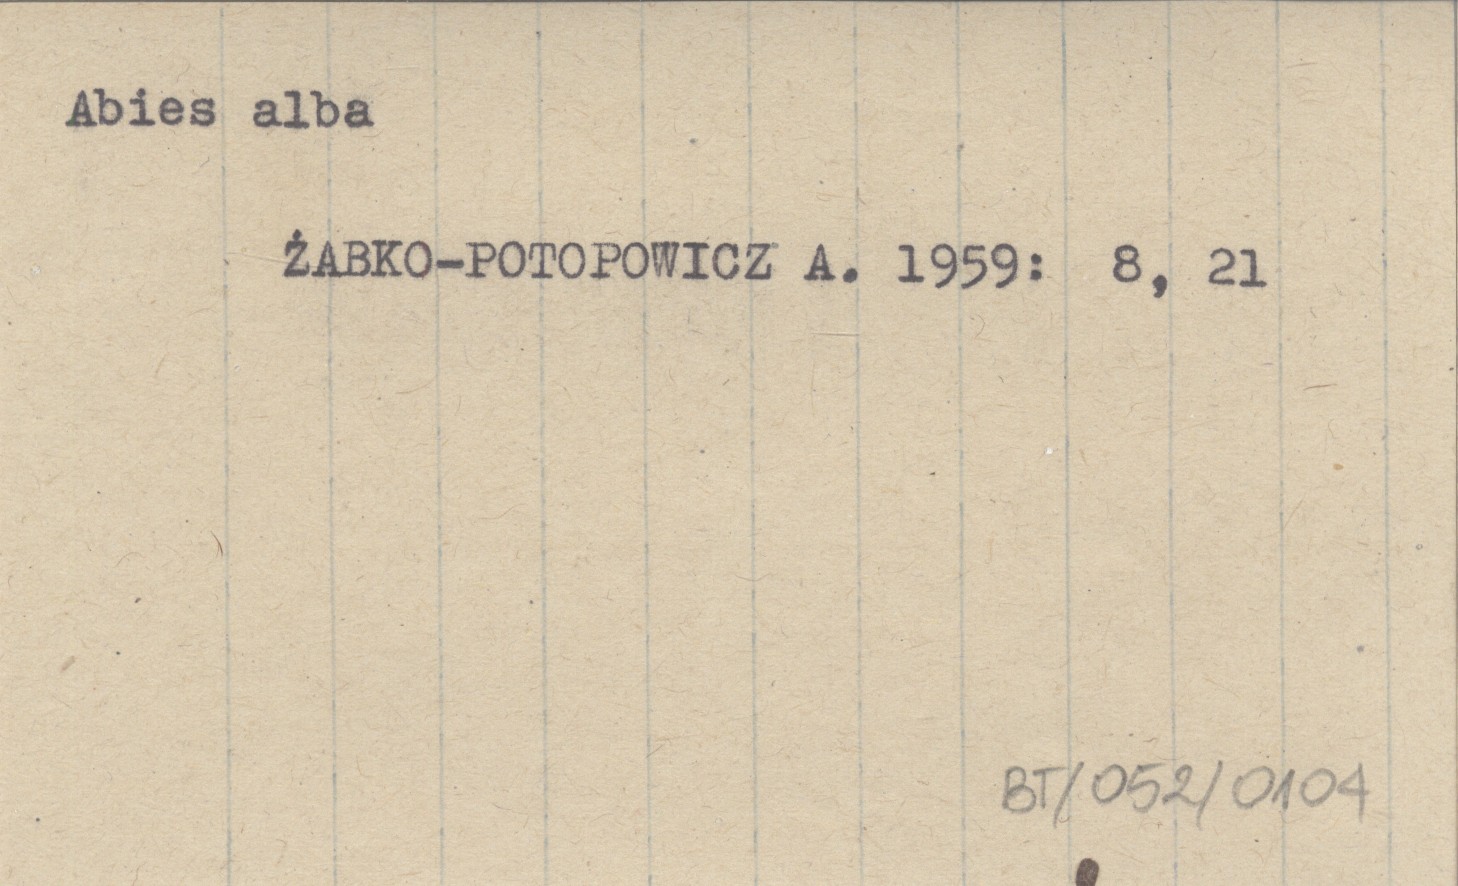 Abies alba
ŻABKO-POTOPOWICZ A. 1959: 8, 21
BT/052/0104